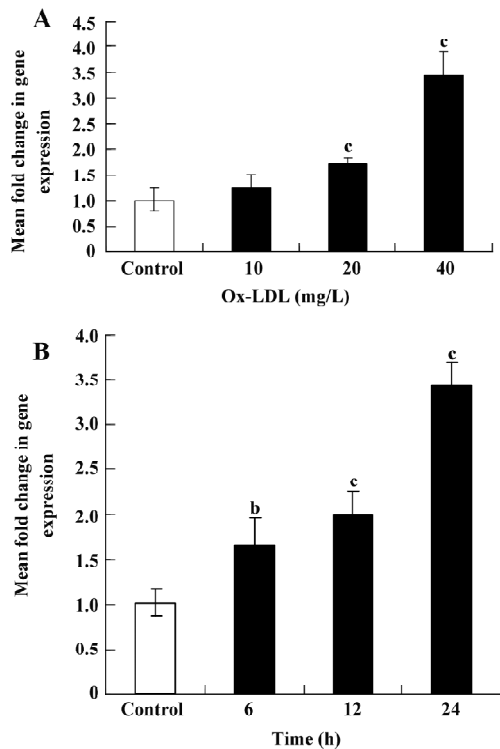 A
Mean fold change in gene
expression
4.5
4.0
3.5
3.0
2.5
2.0
1.5
1.0
0.5
0
c
c
Control
10
20
40
Ox-LDL (mg/L)
B
Mean fold change in gene
expression
4.0
3.5
3.0
2.5
2.0
1.5
1.0
0.5
0
b
c
c
Control
6
12
24
Time (h)